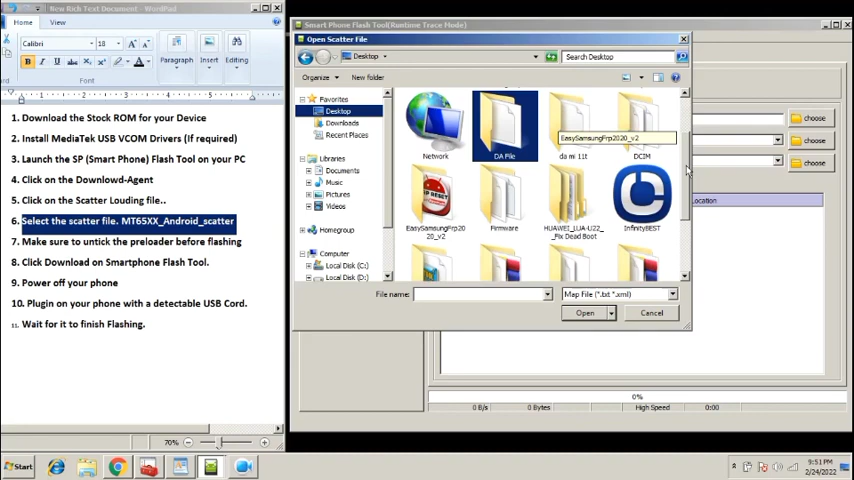 New Rich Text Document - WordPad
Home
View
Calibri
18
A
A
B
I
U
abc
A
Paragraph
Insert
Editing
Font
1. Download the Stock ROM for your Device
2. Install MediaTek USB VCOM Drivers (If required)
3. Launch the SP (Smart Phone) Flash Tool on your PC
4. Click on the Downlowd-Agent
5. Click on the Scatter Louding file..
6. Select the scatter file. MT65XX_Android_scatter
7. Make sure to untick the preloader before flashing
8. Click Download on Smartphone Flash Tool.
9. Power off your phone
10. Plugin on your phone with a detectable USB Cord.
11. Wait for it to finish Flashing.
70%
Smart Phone Flash Tool(Runtime Trace Mode)
Open Scatter File
Desktop
Search Desktop
Organize
New folder
Favorites
Desktop
Downloads
Recent Places
Libraries
Documents
Music
Pictures
Videos
Homegroup
Computer
Local Disk (C:)
Local Disk (D:)
Network
DA File
da mi 11t
DCIM
EasySamsungFrp2020_v2
EasySamsungFrp20
20_v2
Firmware
HUAWEI_LUA-U22_
_Fix Dead Boot
InfinityBEST
File name:
Map File (*.txt *.xml)
Open
Cancel
choose
choose
choose
Location
0%
0 B/s
0 Bytes
High Speed
0:00
Start
9:51 PM
2/24/2022